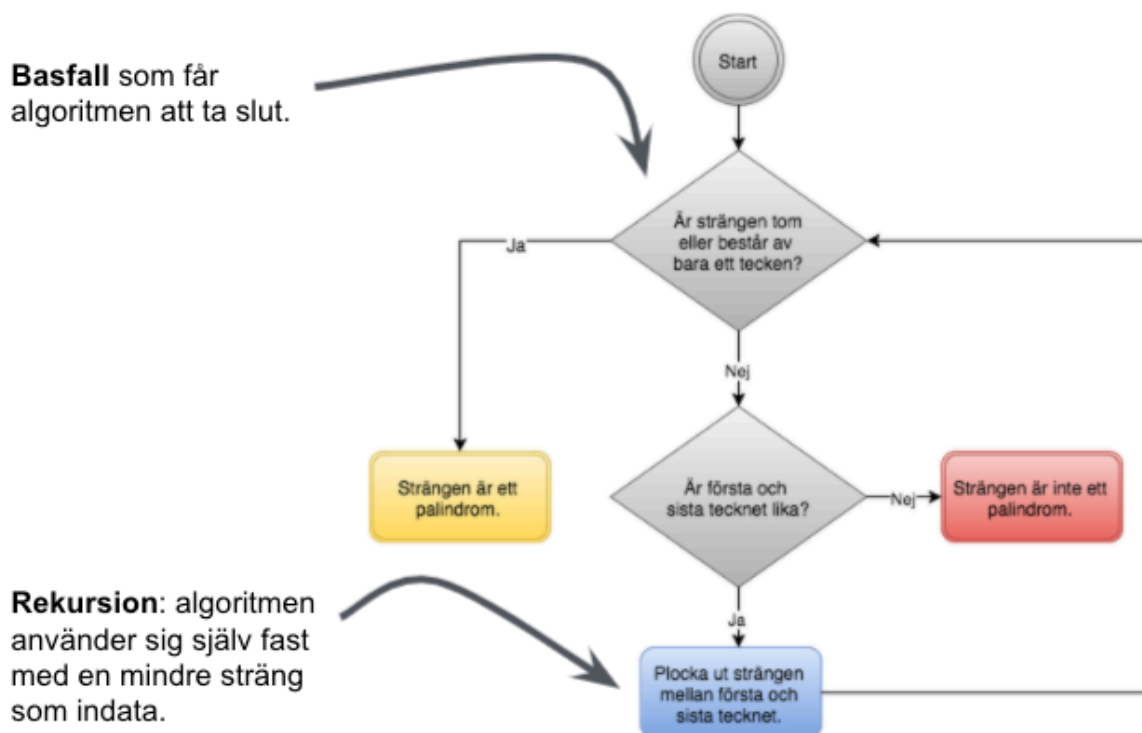 Basfall som får
algoritmen att ta slut.
Start
Är strängen tom
eller består av
bara ett tecken?
Ja
Nej
Strängen är ett
palindrom.
Är första och
sista tecknet lika?
Nej
Strängen är inte ett
palindrom.
Rekursion: algoritmen
använder sig själv fast
med en mindre sträng
som indata.
Ja
Plocka ut strängen
mellan första och
sista tecknet.